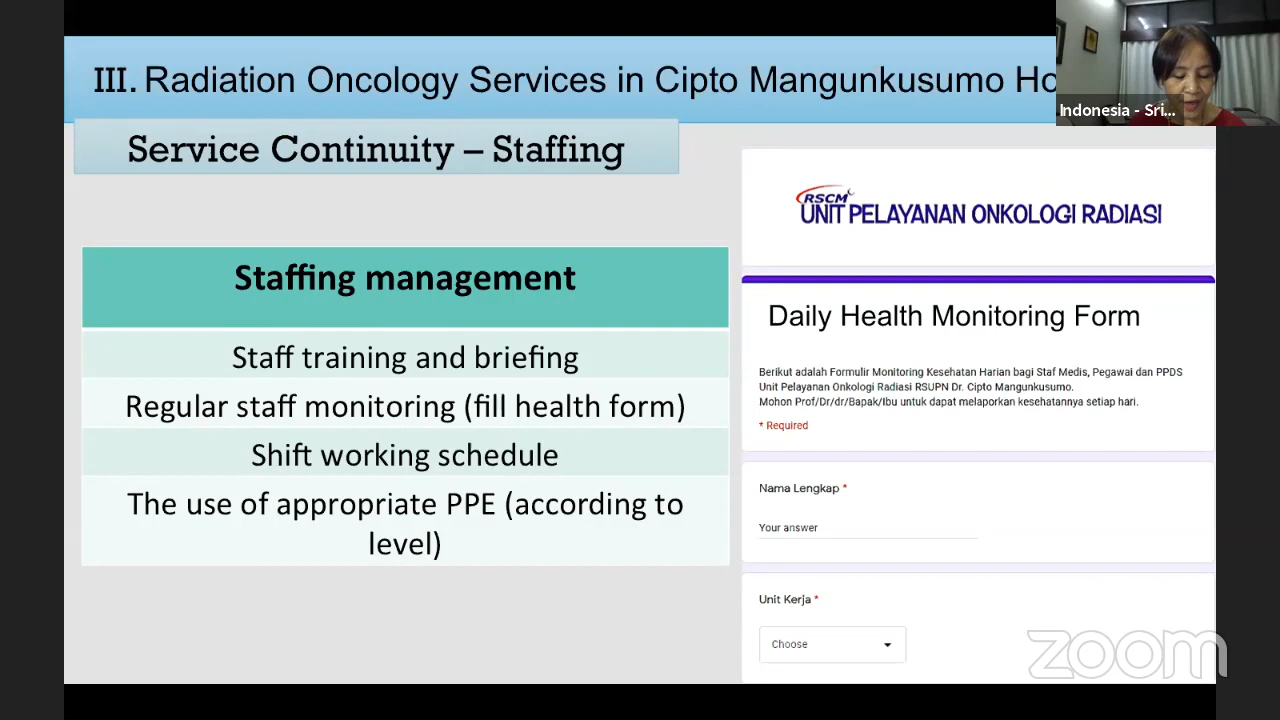 III. Radiation Oncology Services in Cipto Mangunkusumo Ho
Indonesia - Sri...
Service Continuity – Staffing
Staffing management
Staff training and briefing
Regular staff monitoring (fill health form)
Shift working schedule
The use of appropriate PPE (according to
level)
RSCM
UNIT PELAYANAN ONKOLOGI RADIASI
Daily Health Monitoring Form
Berikut adalah Formulir Monitoring Kesehatan Harian bagi Staf Medis, Pegawai dan PPDS
Unit Pelayanan Onkologi Radiasi RSUPN Dr. Cipto Mangunkusumo.
Mohon Prof/Dr/dr/Bapak/Ibu untuk dapat melaporkan kesehatannya setiap hari.
* Required
Nama Lengkap *
Your answer
Unit Kerja *
Choose
zoom